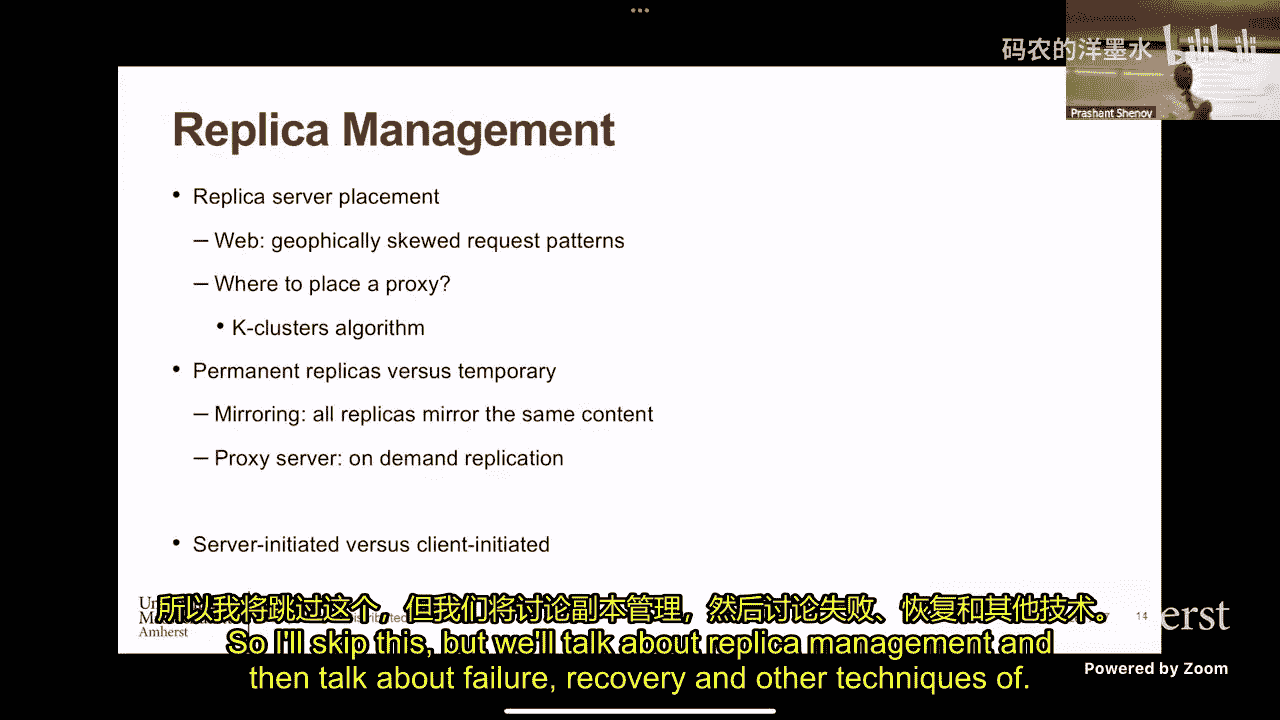 码农的洋墨水 bilibili
Prashant Shenoy
Replica Management
• Replica server placement
– Web: geophically skewed request patterns
– Where to place a proxy?
• K-clusters algorithm
• Permanent replicas versus temporary
– Mirroring: all replicas mirror the same content
– Proxy server: on demand replication
• Server-initiated versus client-initiated
所以我将跳过这个，但我们将讨论副本管理，然后讨论失败、恢复和其他技术。
So I'll skip this, but we'll talk about replica management and
then talk about failure, recovery and other techniques of.
Amherst
14
erst
Powered by Zoom